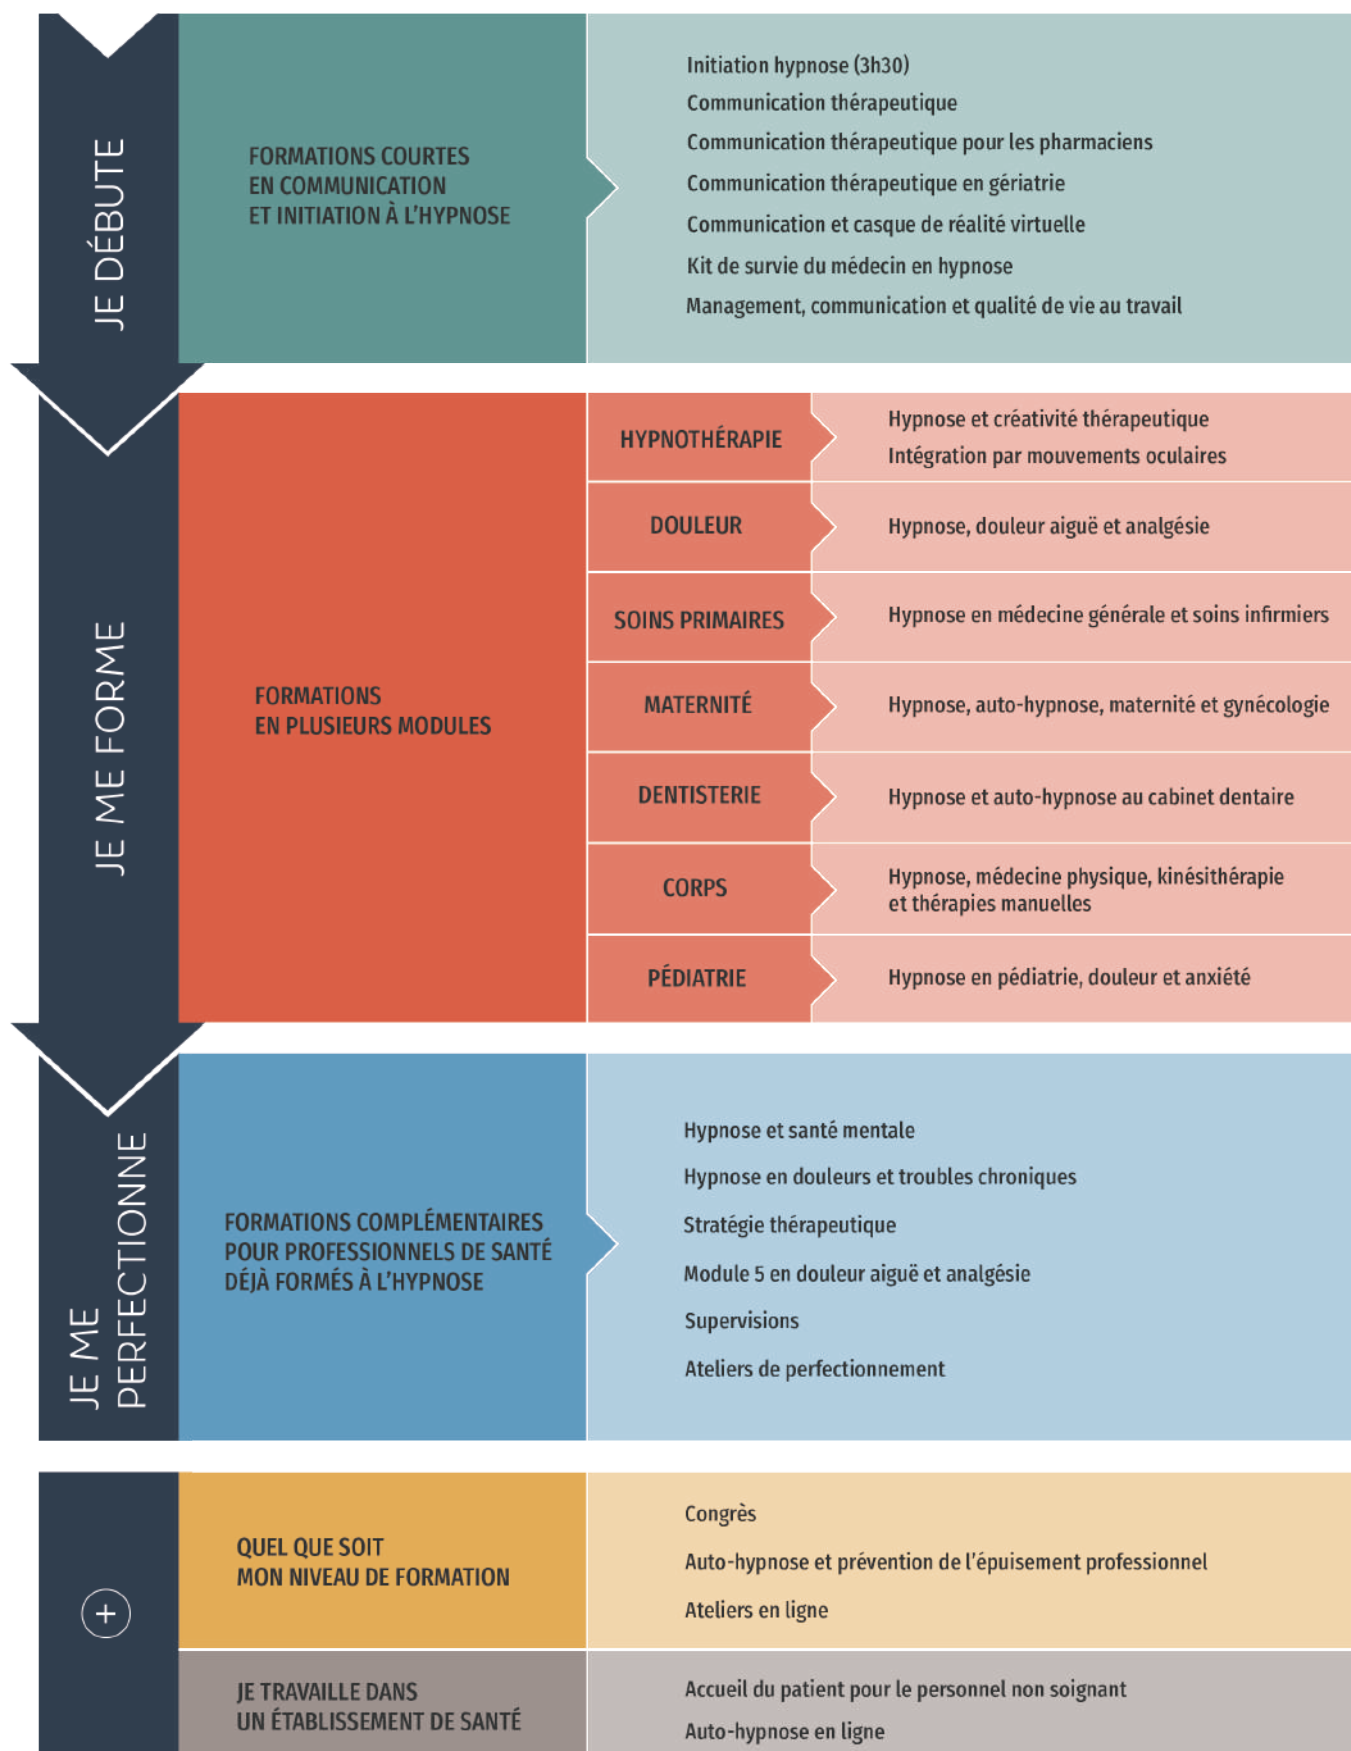 JE DÉBUTE
FORMATIONS COURTES
EN COMMUNICATION
ET INITIATION À L'HYPNOSE
Initiation hypnose (3h30)
Communication thérapeutique
Communication thérapeutique pour les pharmaciens
Communication thérapeutique en gériatrie
Communication et casque de réalité virtuelle
Kit de survie du médecin en hypnose
Management, communication et qualité de vie au travail
JE ME FORME
FORMATIONS
EN PLUSIEURS MODULES
HYPNOTHÉRAPIE
Hypnose et créativité thérapeutique
Intégration par mouvements oculaires
DOULEUR
Hypnose, douleur aiguë et analgésie
SOINS PRIMAIRES
Hypnose en médecine générale et soins infirmiers
MATERNITÉ
Hypnose, auto-hypnose, maternité et gynécologie
DENTISTERIE
Hypnose et auto-hypnose au cabinet dentaire
CORPS
Hypnose, médecine physique, kinésithérapie
et thérapies manuelles
PÉDIATRIE
Hypnose en pédiatrie, douleur et anxiété
JE ME
PERFECTIONNE
FORMATIONS COMPLÉMENTAIRES
POUR PROFESSIONNELS DE SANTÉ
DÉJÀ FORMÉS À L'HYPNOSE
Hypnose et santé mentale
Hypnose en douleurs et troubles chroniques
Stratégie thérapeutique
Module 5 en douleur aiguë et analgésie
Supervisions
Ateliers de perfectionnement
+
QUEL QUE SOIT
MON NIVEAU DE FORMATION
Congrès
Auto-hypnose et prévention de l'épuisement professionnel
Ateliers en ligne
JE TRAVAILLE DANS
UN ÉTABLISSEMENT DE SANTÉ
Accueil du patient pour le personnel non soignant
Auto-hypnose en ligne